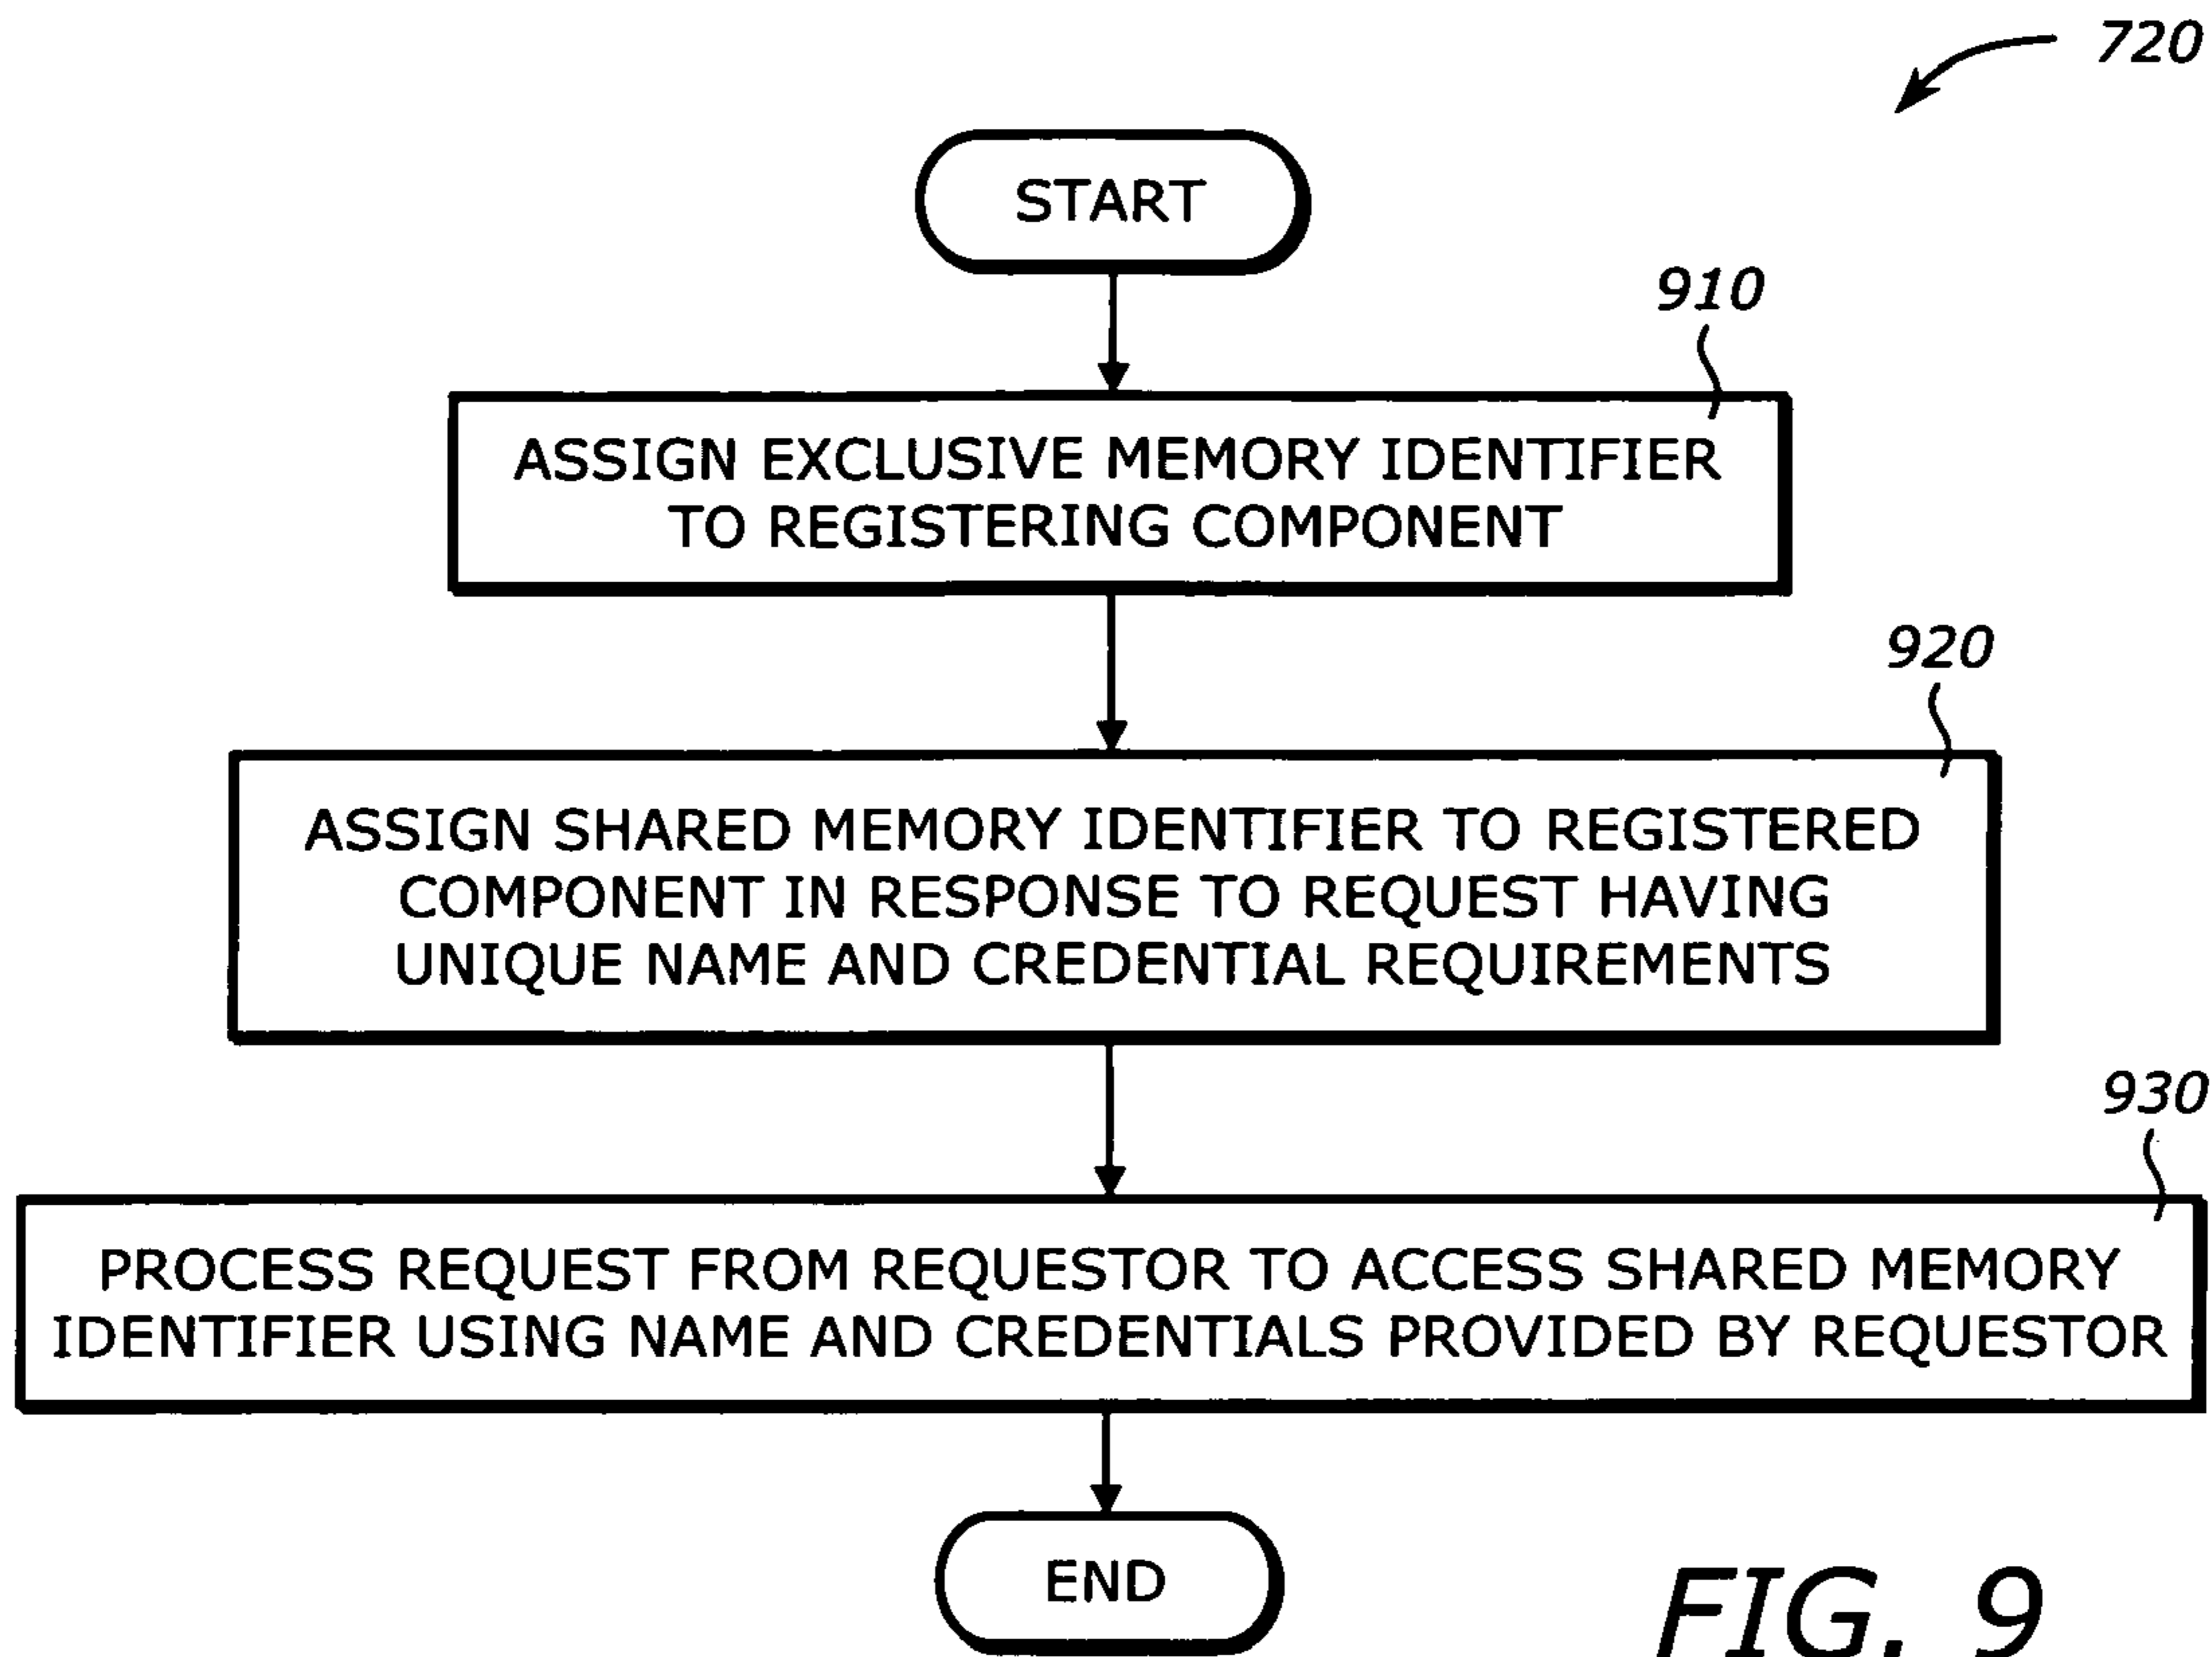 720
START
910
ASSIGN EXCLUSIVE MEMORY IDENTIFIER
TO REGISTERING COMPONENT
920
ASSIGN SHARED MEMORY IDENTIFIER TO REGISTERED
COMPONENT IN RESPONSE TO REQUEST HAVING
UNIQUE NAME AND CREDENTIAL REQUIREMENTS
930
PROCESS REQUEST FROM REQUESTOR TO ACCESS SHARED MEMORY
IDENTIFIER USING NAME AND CREDENTIALS PROVIDED BY REQUESTOR
END
FIG. 9